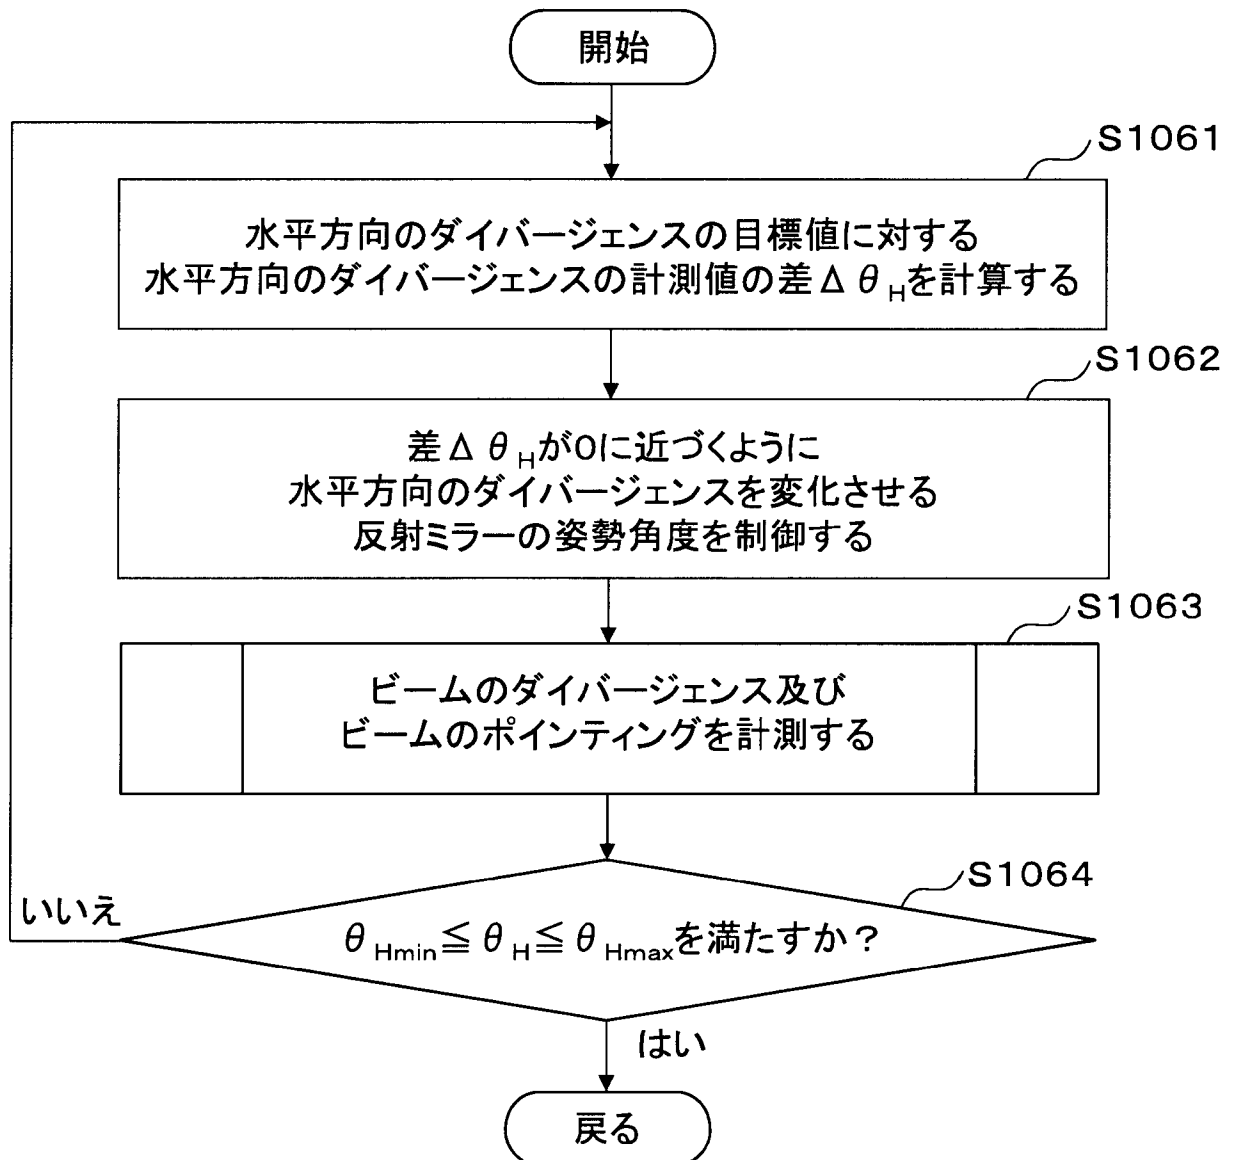 開始
S1061
水平方向のダイバージェンスの目標値に対する
水平方向のダイバージェンスの計測値の差ΔθHを計算する
S1062
差ΔθHが0に近づくように
水平方向のダイバージェンスを変化させる
反射ミラーの姿勢角度を制御する
S1063
ビームのダイバージェンス及び
ビームのポインティングを計測する
S1064
いいえ
θHmin≦θH≦θHmaxを満たすか？
はい
戻る